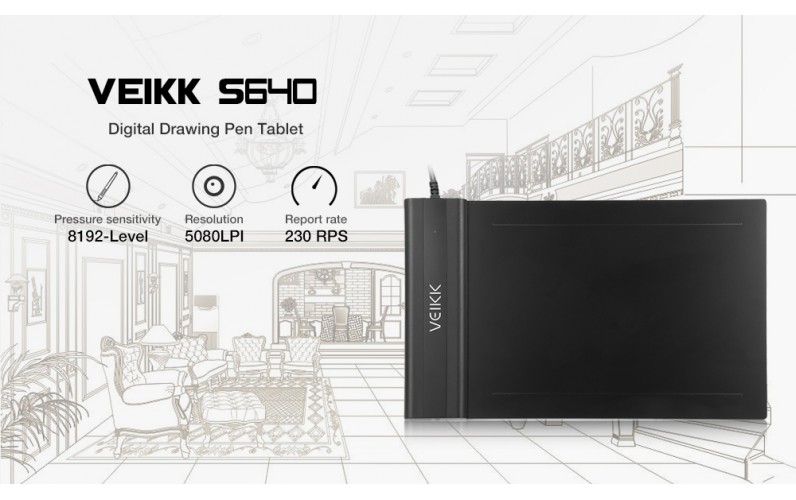 VEIKK S640
Digital Drawing Pen Tablet
Pressure sensitivity
8192-Level
Resolution
5080LPI
Report rate
230 RPS
VEIKK